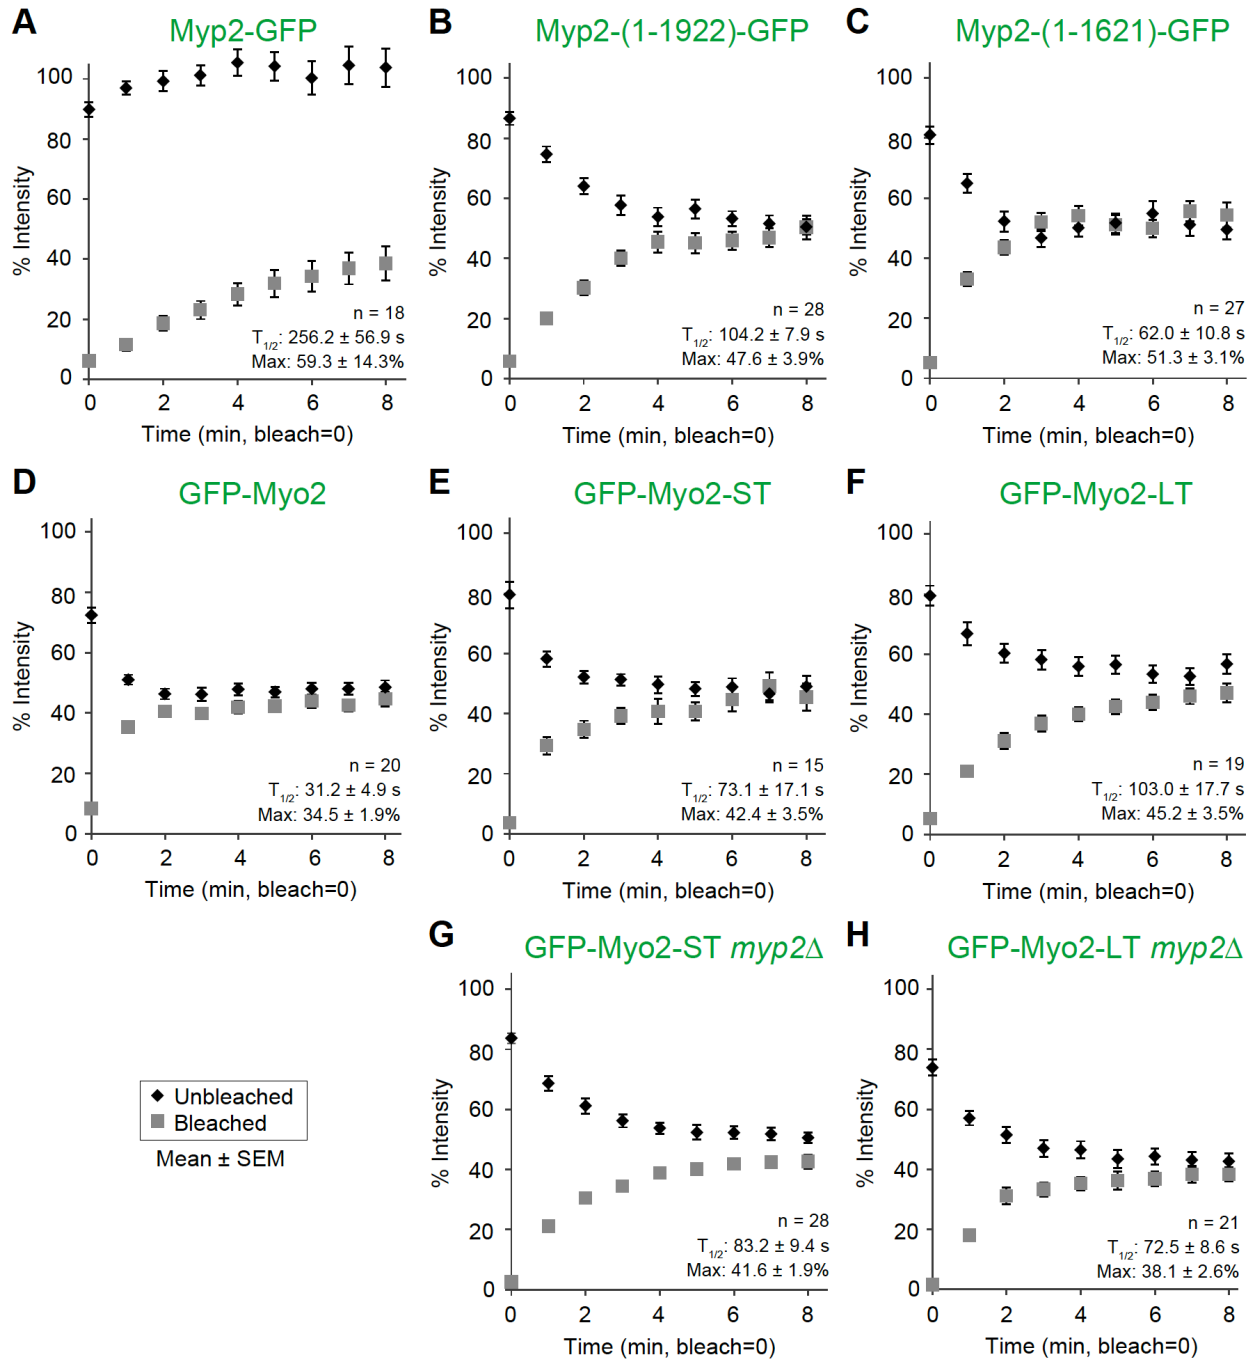 A
Myp2-GFP
100
80
60
40
20
0
% Intensity
n = 18
T1/2: 256.2 ± 56.9 s
Max: 59.3 ± 14.3%
0 2 4 6 8
Time (min, bleach=0)
B
Myp2-(1-1922)-GFP
100
80
60
40
20
0
% Intensity
n = 28
T1/2: 104.2 ± 7.9 s
Max: 47.6 ± 3.9%
0 2 4 6 8
Time (min, bleach=0)
C
Myp2-(1-1621)-GFP
100
80
60
40
20
0
% Intensity
n = 27
T1/2: 62.0 ± 10.8 s
Max: 51.3 ± 3.1%
0 2 4 6 8
Time (min, bleach=0)
D
GFP-Myo2
100
80
60
40
20
0
% Intensity
n = 20
T1/2: 31.2 ± 4.9 s
Max: 34.5 ± 1.9%
0 2 4 6 8
Time (min, bleach=0)
E
GFP-Myo2-ST
100
80
60
40
20
0
% Intensity
n = 15
T1/2: 73.1 ± 17.1 s
Max: 42.4 ± 3.5%
0 2 4 6 8
Time (min, bleach=0)
F
GFP-Myo2-LT
100
80
60
40
20
0
% Intensity
n = 19
T1/2: 103.0 ± 17.7 s
Max: 45.2 ± 3.5%
0 2 4 6 8
Time (min, bleach=0)
Unbleached
Bleached
Mean ± SEM
G
GFP-Myo2-ST myp2Δ
100
80
60
40
20
0
% Intensity
n = 28
T1/2: 83.2 ± 9.4 s
Max: 41.6 ± 1.9%
0 2 4 6 8
Time (min, bleach=0)
H
GFP-Myo2-LT myp2Δ
100
80
60
40
20
0
% Intensity
n = 21
T1/2: 72.5 ± 8.6 s
Max: 38.1 ± 2.6%
0 2 4 6 8
Time (min, bleach=0)